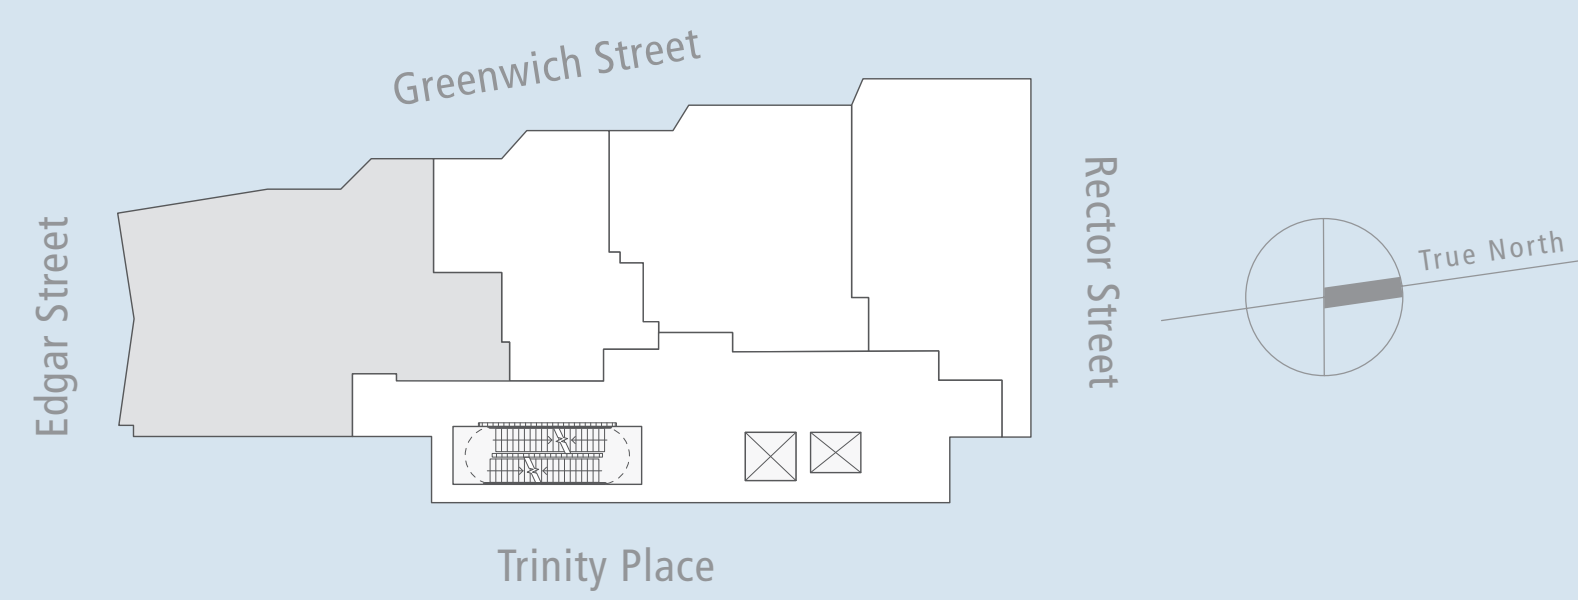 Greenwich Street
Edgar Street
Rector Street
True North
Trinity Place